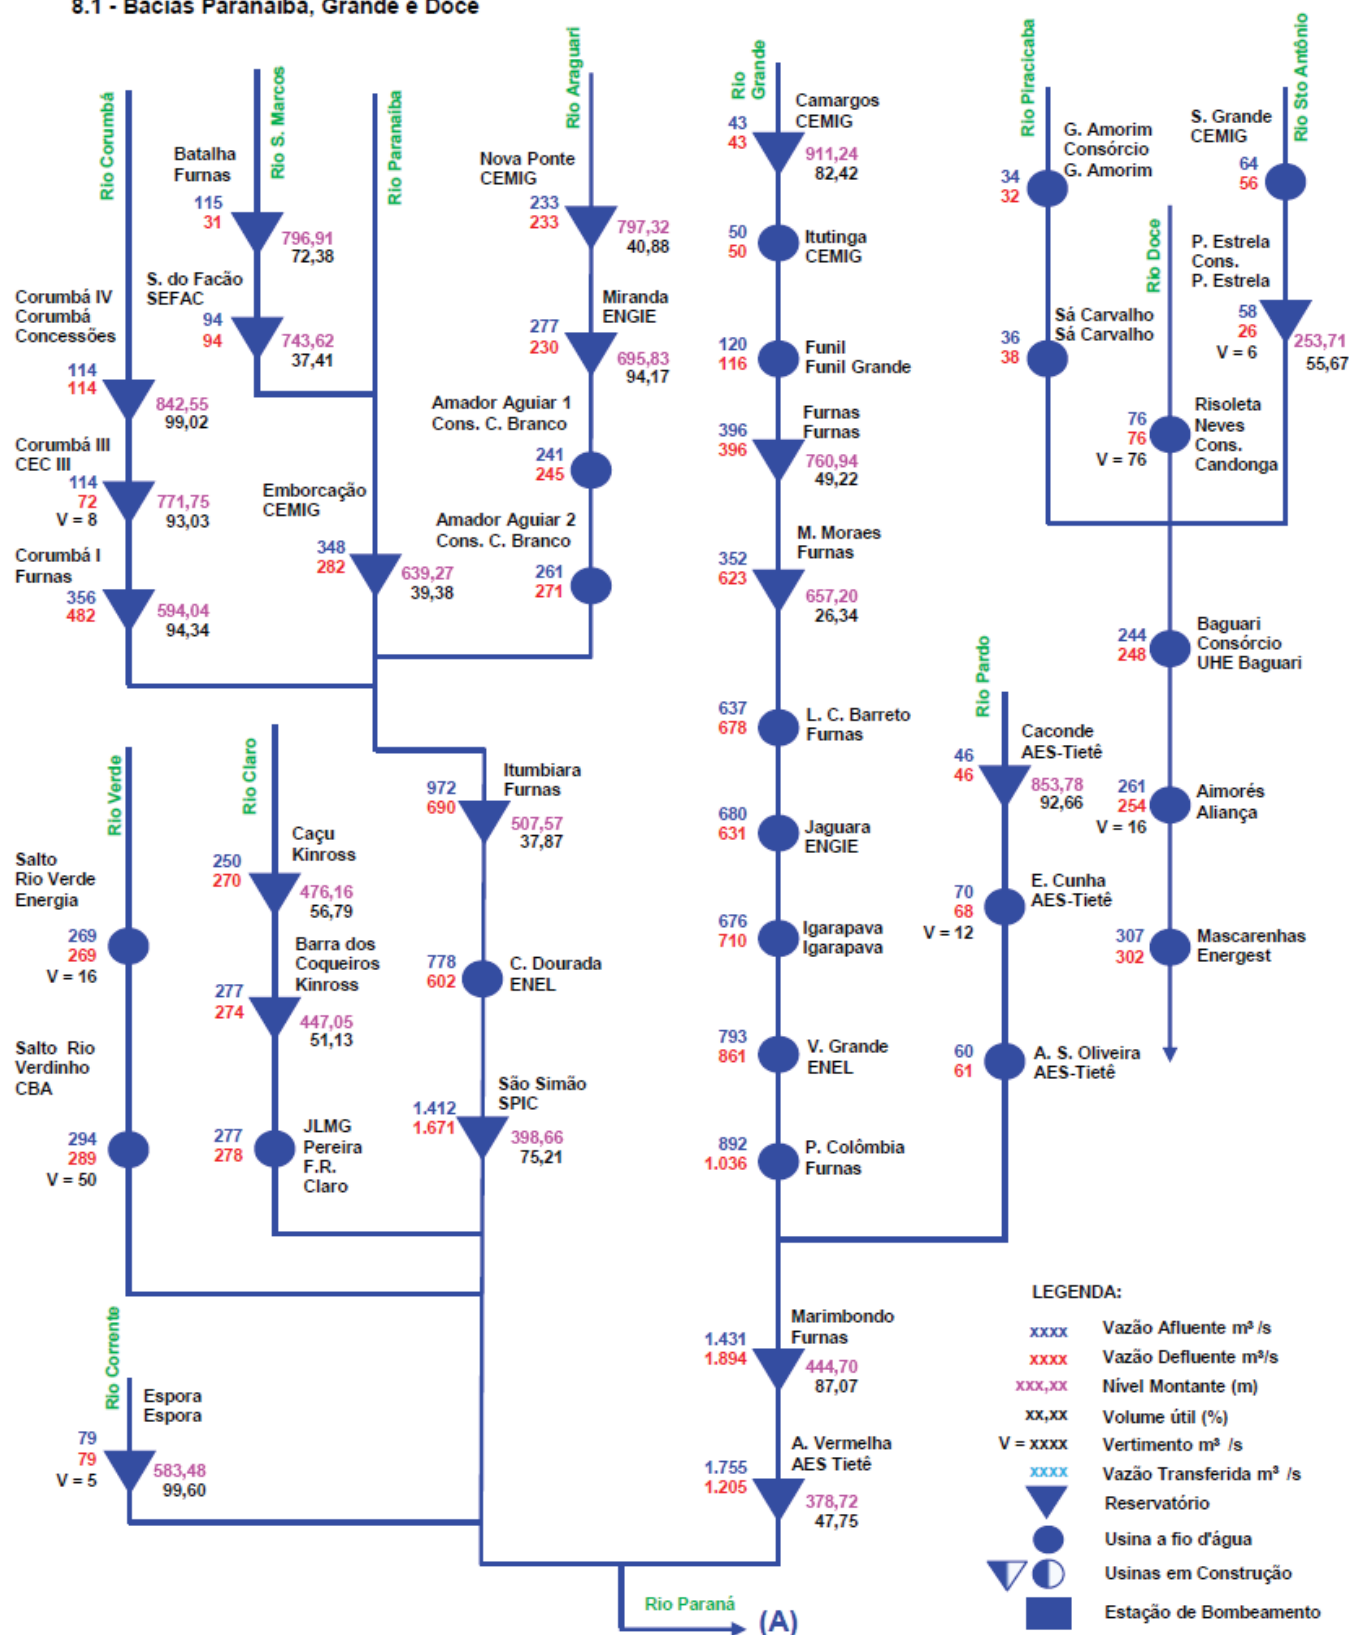 8.1 - Bacias Paranaíba, Grande e Doce
Rio Corumbá
Corumbá IV
Corumbá
Concessões
114
114
842,55
99,02
Corumbá III
CEC III
114
72
V = 8
771,75
93,03
Corumbá I
Furnas
356
482
594,04
94,34
Rio S. Marcos
Batalha
Furnas
115
31
796,91
72,38
S. do Facão
SEFAC
94
94
743,62
37,41
Rio Paranaíba
Emborcação
CEMIG
348
282
639,27
39,38
Rio Araguari
Nova Ponte
CEMIG
233
233
797,32
40,88
Miranda
ENGIE
277
230
695,83
94,17
Amador Aguiar 1
Cons. C. Branco
241
245
Amador Aguiar 2
Cons. C. Branco
261
271
Rio Verde
Salto
Rio Verde
Energia
269
269
V = 16
Salto Rio
Verdinho
CBA
294
289
V = 50
Rio Claro
Caçu
Kinross
250
270
476,16
56,79
Barra dos
Coqueiros
Kinross
277
274
447,05
51,13
JLMG
Pereira
F.R.
Claro
277
278
Itumbiara
Furnas
972
690
507,57
37,87
C. Dourada
ENEL
778
602
São Simão
SPIC
1.412
1.671
398,66
75,21
Rio Corrente
Espora
Espora
79
79
V = 5
583,48
99,60
Rio
Grande
Camargos
CEMIG
43
43
911,24
82,42
50
50
Itutinga
CEMIG
120
116
Funil
Funil Grande
Furnas
Furnas
396
396
760,94
49,22
M. Moraes
Furnas
352
623
657,20
26,34
637
678
L. C. Barreto
Furnas
680
631
Jaguara
ENGIE
676
710
Igarapava
Igarapava
793
861
V. Grande
ENEL
892
1.036
P. Colômbia
Furnas
Marimbondo
Furnas
1.431
1.894
444,70
87,07
A. Vermelha
AES Tietê
1.755
1.205
378,72
47,75
Rio Pardo
Caconde
AES-Tietê
46
46
853,78
92,66
E. Cunha
AES-Tietê
70
68
V = 12
60
61
A. S. Oliveira
AES-Tietê
Rio Piracicaba
G. Amorim
Consórcio
G. Amorim
34
32
Sá Carvalho
Sá Carvalho
36
38
Rio Doce
Risoleta
Neves
Cons.
Candonga
76
76
V = 76
Rio Sto Antônio
S. Grande
CEMIG
64
56
P. Estrela
Cons.
P. Estrela
58
26
V = 6
253,71
55,67
244
248
Baguari
Consórcio
UHE Baguari
261
254
V = 16
Aimorés
Aliança
307
302
Mascarenhas
Energest
Rio Paraná
(A)
LEGENDA:
xxxx Vazão Afluente m³ /s
xxxx Vazão Defluente m³/s
xxx,xx Nível Montante (m)
xx,xx Volume útil (%)
V = xxxx Vertimento m³ /s
xxxx Vazão Transferida m³ /s
Reservatório
Usina a fio d'água
Usinas em Construção
Estação de Bombeamento